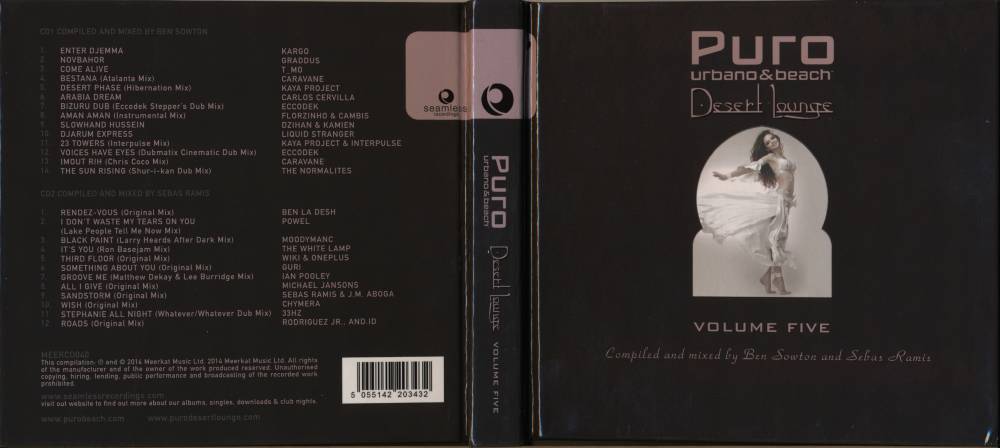 CD1 COMPILED AND MIXED BY BEN SOWTON
1. ENTER DJEMMA KARGO
2. NOVBAHOR GRADDUS
3. COME ALIVE T_MO
4. BESTANA (Atalanta Mix) CARAVANE
5. DESERT PHASE (Hibernation Mix) KAYA PROJECT
6. ARABIA DREAM CARLOS CERVILLA
7. BIZURU DUB (Eccodek Stepper's Dub Mix) ECCODEK
8. AMAN AMAN (Instrumental Mix) FLORZINHO & CAMBIS
9. SLOWHAND HUSSEIN DZIHAN & KAMIEN
10. DJARUM EXPRESS LIQUID STRANGER
11. 23 TOWERS (Interpulse Mix) KAYA PROJECT & INTERPULSE
12. VOICES HAVE EYES (Dubmatix Cinematic Dub Mix) ECCODEK
13. IMOUT RIH (Chris Coco Mix) CARAVANE
14. THE SUN RISING (Shur-i-kan Dub Mix) THE NORMALITES
CD2 COMPILED AND MIXED BY SEBAS RAMIS
1. RENDEZ-VOUS (Original Mix) BEN LA DESH
2. I DON'T WASTE MY TEARS ON YOU POWEL
(Lake People Tell Me Now Mix)
3. BLACK PAINT (Larry Heards After Dark Mix) MODDYMANC
4. IT'S YOU (Ron Basejam Mix) THE WHITE LAMP
5. THIRD FLOOR (Original Mix) WIKI & ONEPLUS
6. SOMETHING ABOUT YOU (Original Mix) GURI
7. GROOVE ME (Matthew Dekay & Lee Burridge Mix) IAN POOLEY
8. ALL I GIVE (Original Mix) MICHAEL JANSONS
9. SANDSTORM (Original Mix) SEBAS RAMIS & J.M. ABOGA
10. WISH (Original Mix) CHYMERA
11. STEPHANIE ALL NIGHT (Whatever/Whatever Dub Mix) 33HZ
12. ROADS (Original Mix) RODRIGUEZ JR., AND.ID
MEERCD040
This compilation: ℗ and © 2014 Meerkat Music Ltd. 2014 Meerkat Music Ltd. All rights
of the manufacturer and of the owner of the work produced reserved. Unauthorised
copying, hiring, lending, public performance and broadcasting of the recorded work
prohibited.
www.seamlessrecordings.com
visit out website to find out more about our albums, singles, downloads & club nights.
www.purobeach.com www.purodesertlounge.com
5 055142 203432
seamless
recordings
Puro
urbano&beach
Desert Lounge
VOLUME FIVE
Puro
urbano&beach
Desert Lounge
VOLUME FIVE
Compiled and mixed by Ben Sowton and Sebas Ramis